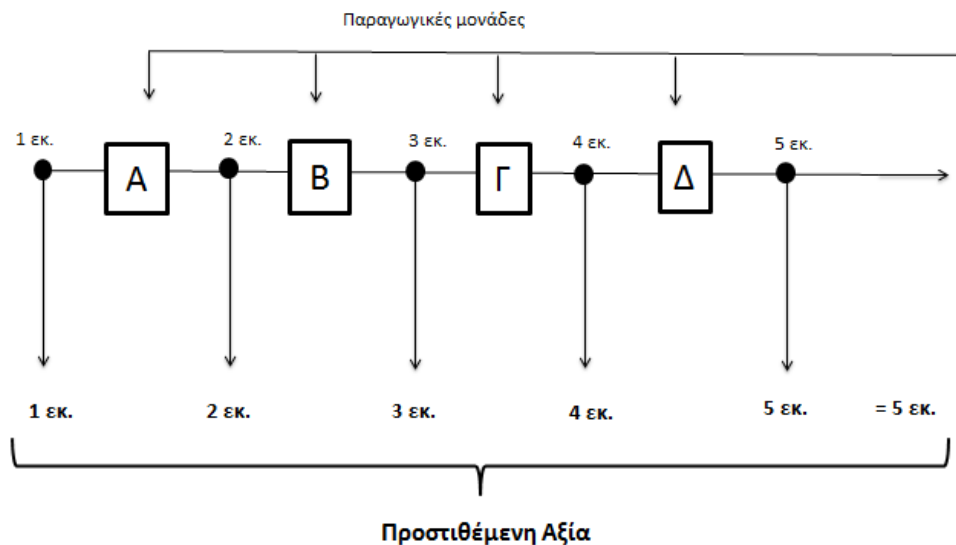 Παραγωγικές μονάδες
1 εκ. 2 εκ. 3 εκ. 4 εκ. 5 εκ.
Α Β Γ Δ
1 εκ. 2 εκ. 3 εκ. 4 εκ. 5 εκ. = 5 εκ.
Προστιθέμενη Αξία